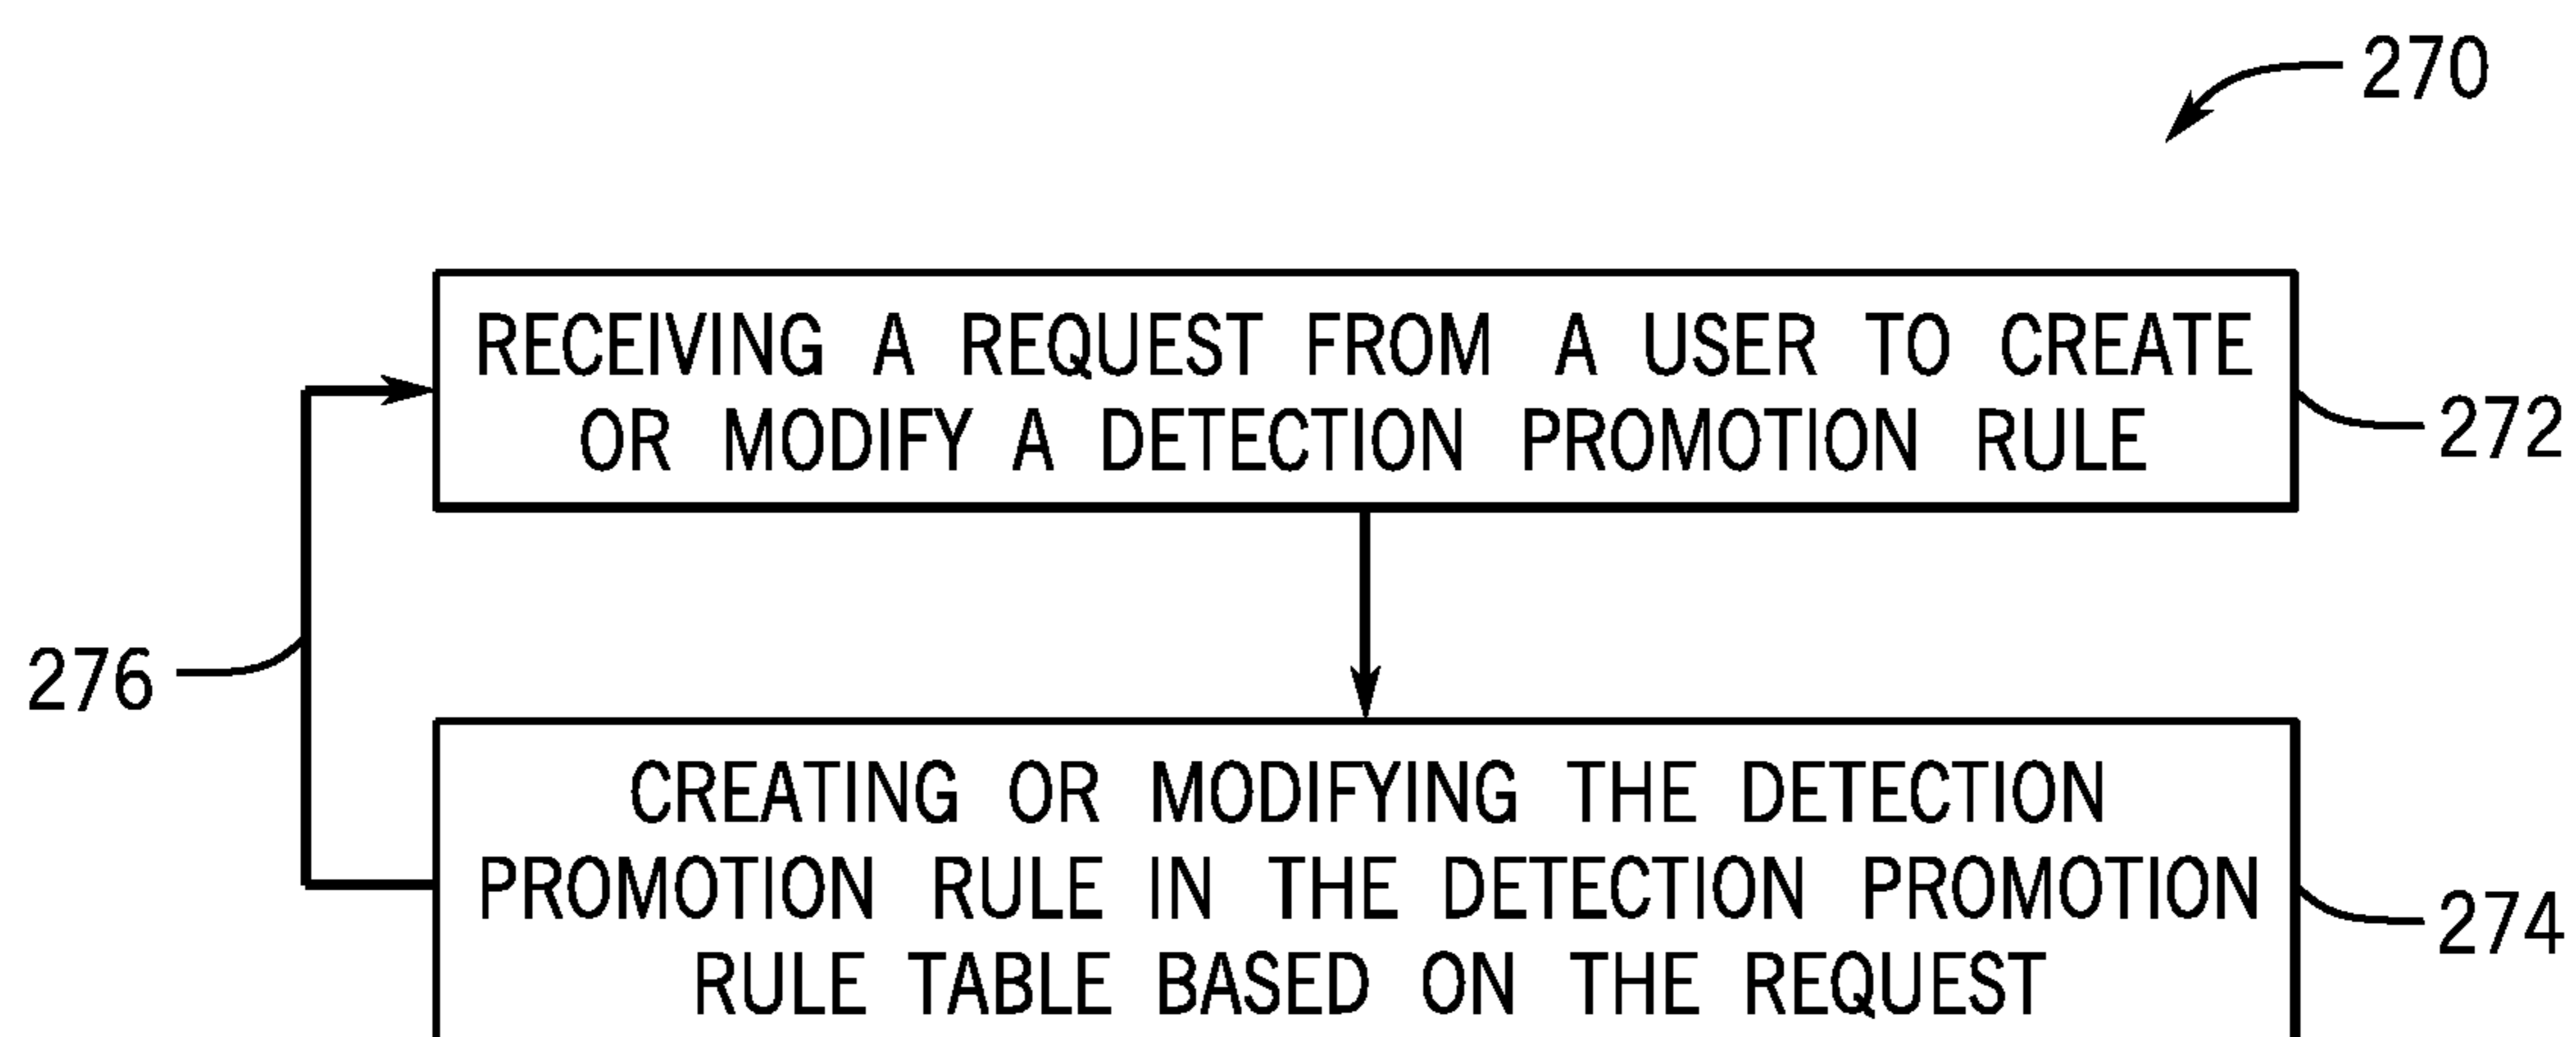 270
RECEIVING A REQUEST FROM A USER TO CREATE
OR MODIFY A DETECTION PROMOTION RULE
272
276
CREATING OR MODIFYING THE DETECTION
PROMOTION RULE IN THE DETECTION PROMOTION
RULE TABLE BASED ON THE REQUEST
274